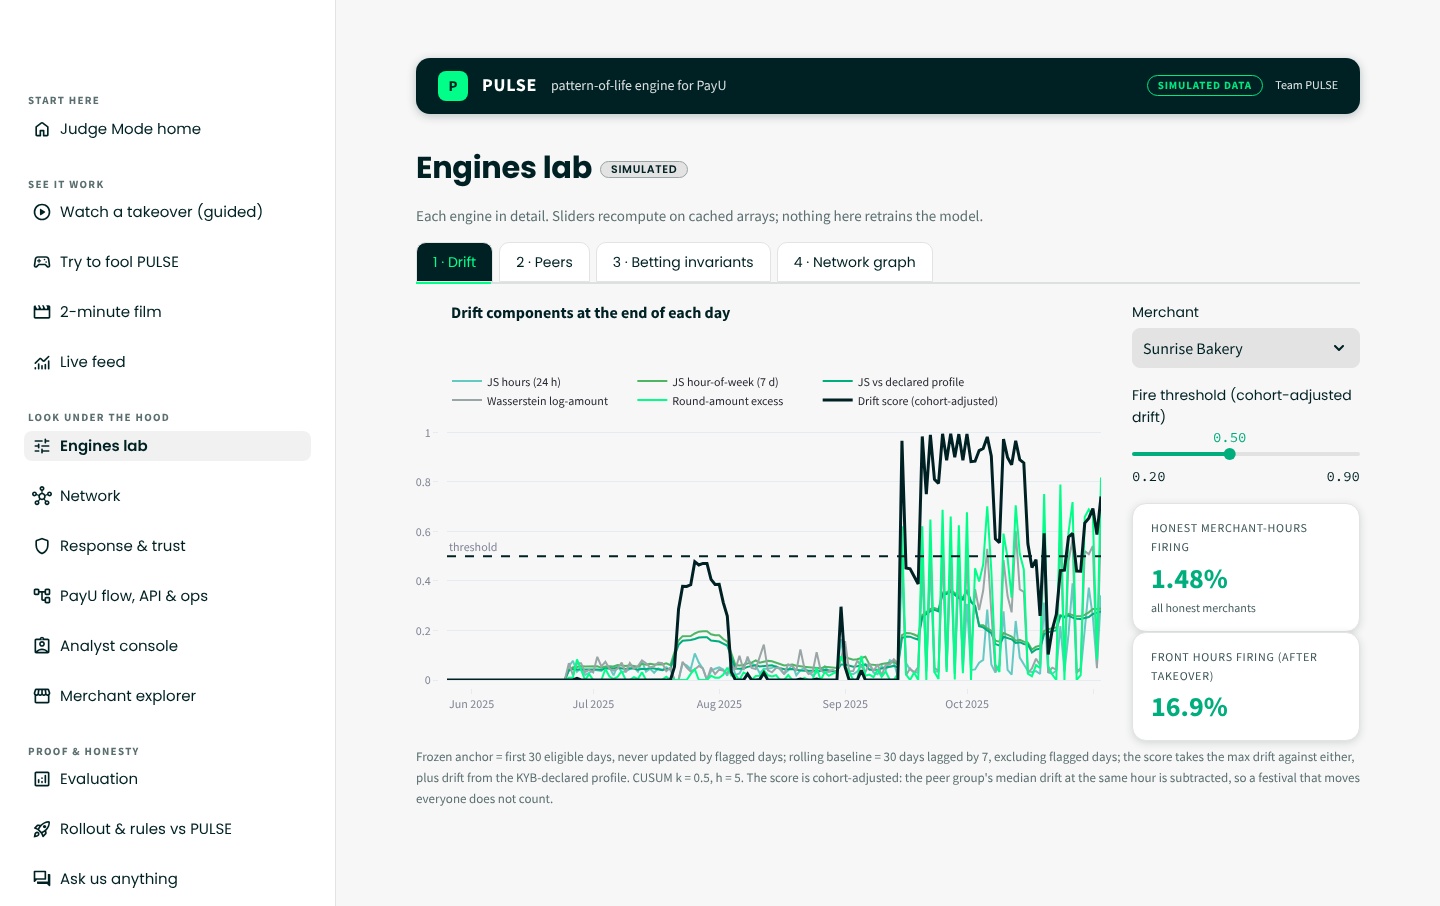 START HERE
Judge Mode home
SEE IT WORK
Watch a takeover (guided)
Try to fool PULSE
2-minute film
Live feed
LOOK UNDER THE HOOD
Engines lab
Network
Response & trust
PayU flow, API & ops
Analyst console
Merchant explorer
PROOF & HONESTY
Evaluation
Rollout & rules vs PULSE
Ask us anything
P PULSE pattern-of-life engine for PayU SIMULATED DATA Team PULSE
Engines lab SIMULATED
Each engine in detail. Sliders recompute on cached arrays; nothing here retrains the model.
1 · Drift 2 · Peers 3 · Betting invariants 4 · Network graph
Drift components at the end of each day
JS hours (24 h) JS hour-of-week (7 d) JS vs declared profile
Wasserstein log-amount Round-amount excess Drift score (cohort-adjusted)
1
0.8
0.6
threshold
0.4
0.2
0
Jun 2025 Jul 2025 Aug 2025 Sep 2025 Oct 2025
Merchant
Sunrise Bakery
Fire threshold (cohort-adjusted
drift)
0.50
0.20 0.90
HONEST MERCHANT-HOURS
FIRING
1.48%
all honest merchants
FRONT HOURS FIRING (AFTER
TAKEOVER)
16.9%
Frozen anchor = first 30 eligible days, never updated by flagged days; rolling baseline = 30 days lagged by 7, excluding flagged days; the score takes the max drift against either,
plus drift from the KYB-declared profile. CUSUM k = 0.5, h = 5. The score is cohort-adjusted: the peer group's median drift at the same hour is subtracted, so a festival that moves
everyone does not count.